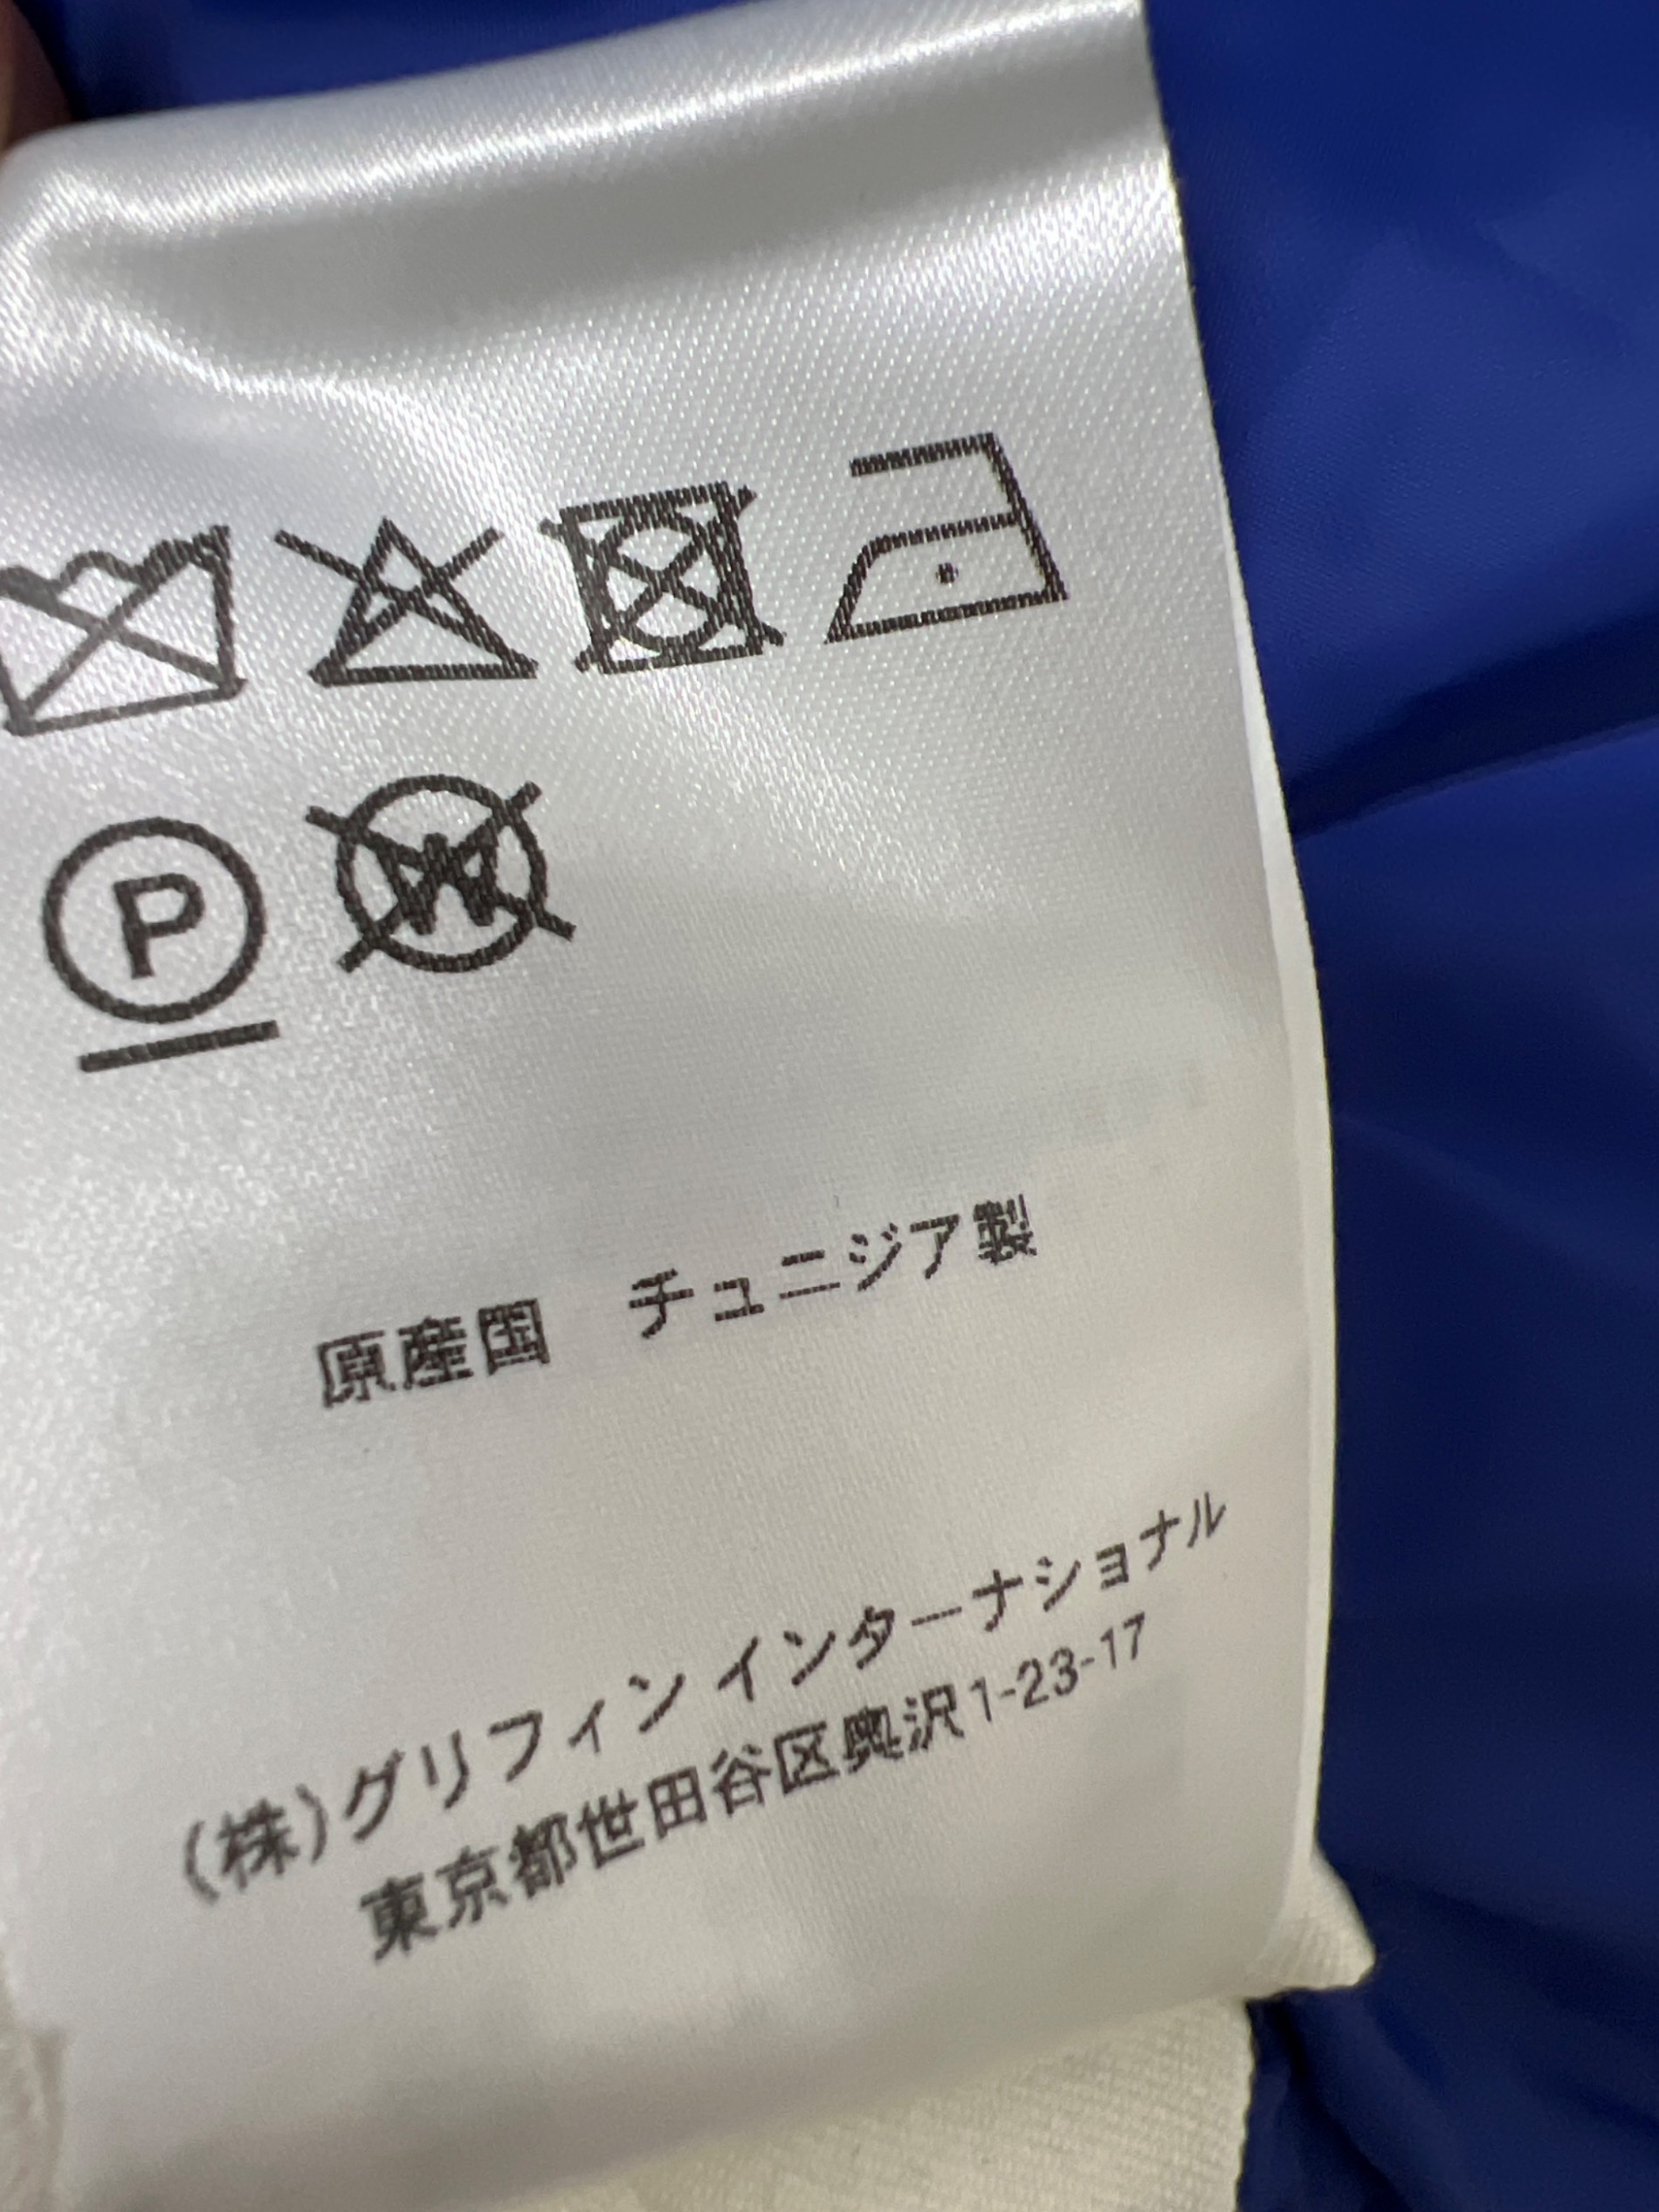 P
W
原産国　チュニジア製
(株)グリフィン インターナショナル
東京都世田谷区奥沢1-23-17